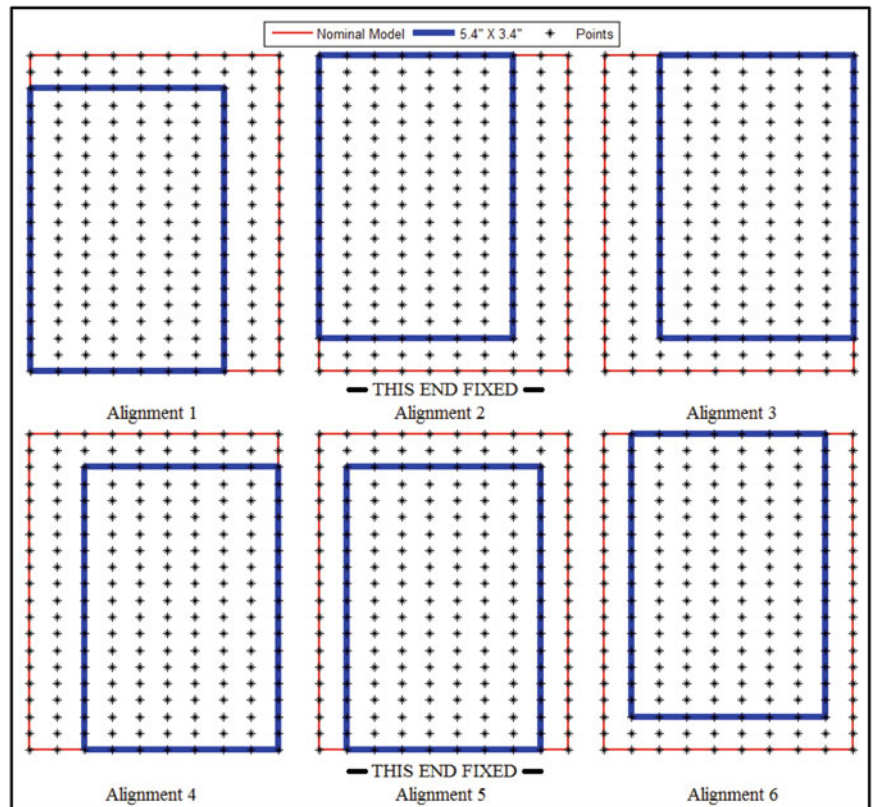 Nominal Model 5.4" X 3.4" Points
THIS END FIXED
Alignment 1 Alignment 2 Alignment 3
THIS END FIXED
Alignment 4 Alignment 5 Alignment 6